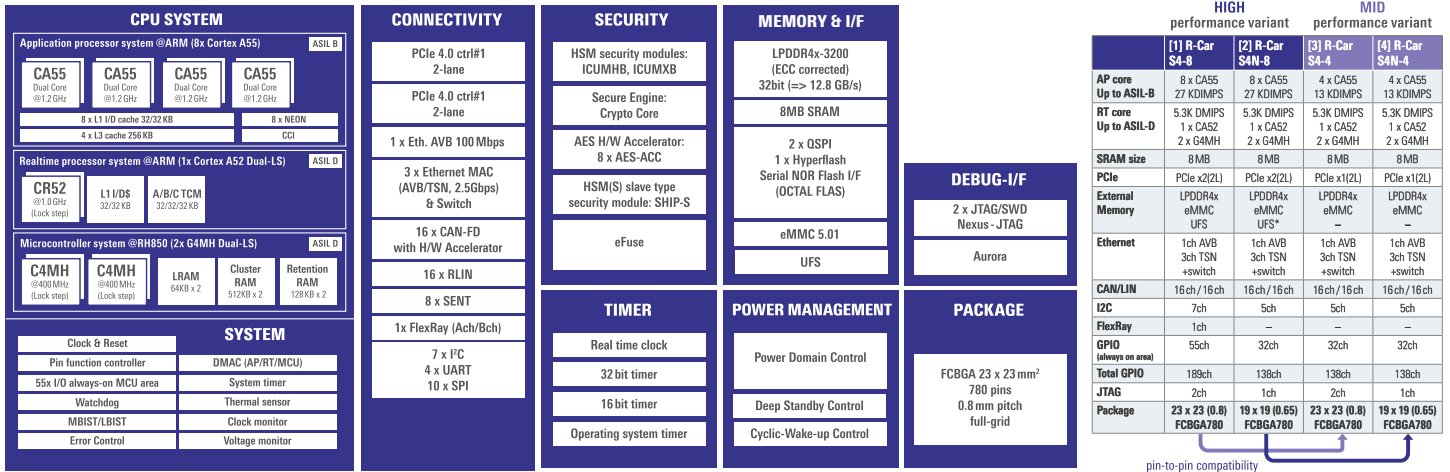 CPU SYSTEM
Application processor system @ARM (8x Cortex A55)
ASIL B
CA55
Dual Core
@1.2 GHz
CA55
Dual Core
@1.2 GHz
CA55
Dual Core
@1.2 GHz
CA55
Dual Core
@1.2 GHz
8 x L1 I/D cache 32/32 KB
8 x NEON
4 x L3 cache 256 KB
CCI
Realtime processor system @ARM (1x Cortex A52 Dual-LS)
ASIL D
CR52
@1.0 GHz
(Lock step)
L1 I/D$
32/32 KB
A/B/C TCM
32/32/32 KB
Microcontroller system @RH850 (2x G4MH Dual-LS)
ASIL D
C4MH
@400 MHz
(Lock step)
C4MH
@400 MHz
(Lock step)
LRAM
64KB x 2
Cluster
RAM
512KB x 2
Retention
RAM
128 KB x 2
SYSTEM
Clock & Reset
Pin function controller
DMAC (AP/RT/MCU)
55x I/O always-on MCU area
System timer
Watchdog
Thermal sensor
MBIST/LBIST
Clock monitor
Error Control
Voltage monitor
CONNECTIVITY
PCIe 4.0 ctrl#1
2-lane
PCIe 4.0 ctrl#1
2-lane
1 x Eth. AVB 100 Mbps
3 x Ethernet MAC
(AVB/TSN, 2.5Gbps)
& Switch
16 x CAN-FD
with H/W Accelerator
16 x RLIN
8 x SENT
1x FlexRay (Ach/Bch)
7 x I²C
4 x UART
10 x SPI
SECURITY
HSM security modules:
ICUMHB, ICUMXB
Secure Engine:
Crypto Core
AES H/W Accelerator:
8 x AES-ACC
HSM(S) slave type
security module: SHIP-S
eFuse
TIMER
Real time clock
32 bit timer
16 bit timer
Operating system timer
MEMORY & I/F
LPDDR4x-3200
(ECC corrected)
32bit (=> 12.8 GB/s)
8MB SRAM
2 x QSPI
1 x Hyperflash
Serial NOR Flash I/F
(OCTAL FLAS)
eMMC 5.01
UFS
POWER MANAGEMENT
Power Domain Control
Deep Standby Control
Cyclic-Wake-up Control
DEBUG-I/F
2 x JTAG/SWD
Nexus - JTAG
Aurora
PACKAGE
FCBGA 23 x 23 mm²
780 pins
0.8 mm pitch
full-grid
HIGH
performance variant
MID
performance variant
[1] R-Car S4-8 [2] R-Car S4N-8 [3] R-Car S4-4 [4] R-Car S4N-4
AP core 8 x CA55 8 x CA55 4 x CA55 4 x CA55
Up to ASIL-B 27 KDIMPS 27 KDIMPS 13 KDIMPS 13 KDIMPS
RT core 5.3K DMIPS 5.3K DMIPS 5.3K DMIPS 5.3K DMIPS
Up to ASIL-D 1 x CA52 1 x CA52 1 x CA52 1 x CA52
2 x G4MH 2 x G4MH 2 x G4MH 2 x G4MH
SRAM size 8 MB 8 MB 8 MB 8 MB
PCIe PCIe x2(2L) PCIe x2(2L) PCIe x1(2L) PCIe x1(2L)
External LPDDR4x LPDDR4x LPDDR4x LPDDR4x
Memory eMMC eMMC eMMC eMMC
UFS UFS* – –
Ethernet 1ch AVB 1ch AVB 1ch AVB 1ch AVB
3ch TSN 3ch TSN 3ch TSN 3ch TSN
+switch +switch +switch +switch
CAN/LIN 16 ch / 16 ch 16 ch / 16 ch 16 ch / 16 ch 16 ch / 16 ch
I2C 7ch 5ch 5ch 5ch
FlexRay 1ch – – –
GPIO 55ch 32ch 32ch 32ch
(always on area)
Total GPIO 189ch 138ch 138ch 138ch
JTAG 2ch 1ch 2ch 1ch
Package 23 x 23 (0.8) 19 x 19 (0.65) 23 x 23 (0.8) 19 x 19 (0.65)
FCBGA780 FCBGA780 FCBGA780 FCBGA780
pin-to-pin compatibility